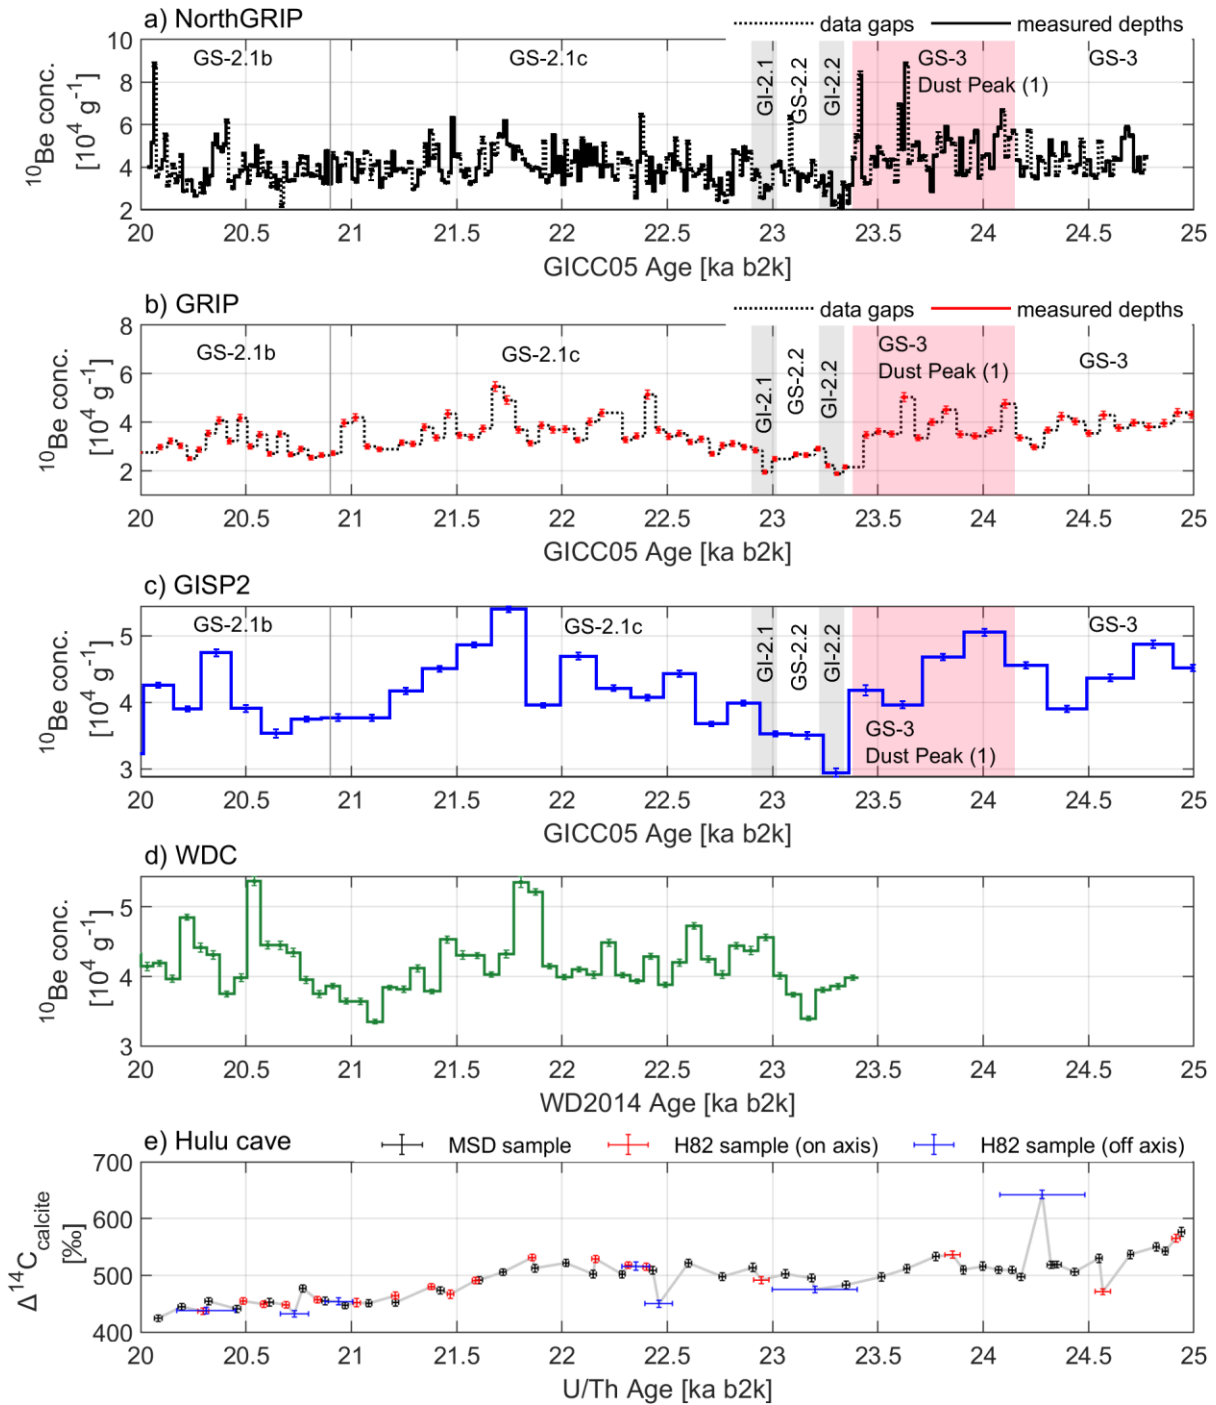 a) NorthGRIP
data gaps measured depths
10
8
6
4
2
¹⁰Be conc.
[10⁴ g⁻¹]
GS-2.1b
GS-2.1c
GI-2.1
GS-2.2
GI-2.2
GS-3
Dust Peak (1)
GS-3
20 20.5 21 21.5 22 22.5 23 23.5 24 24.5 25
GICC05 Age [ka b2k]
b) GRIP
data gaps measured depths
8
6
4
2
¹⁰Be conc.
[10⁴ g⁻¹]
GS-2.1b
GS-2.1c
GI-2.1
GS-2.2
GI-2.2
GS-3
Dust Peak (1)
GS-3
20 20.5 21 21.5 22 22.5 23 23.5 24 24.5 25
GICC05 Age [ka b2k]
c) GISP2
5
4
3
¹⁰Be conc.
[10⁴ g⁻¹]
GS-2.1b
GS-2.1c
GI-2.1
GS-2.2
GI-2.2
GS-3
Dust Peak (1)
GS-3
20 20.5 21 21.5 22 22.5 23 23.5 24 24.5 25
GICC05 Age [ka b2k]
d) WDC
5
4
3
¹⁰Be conc.
[10⁴ g⁻¹]
20 20.5 21 21.5 22 22.5 23 23.5 24 24.5 25
WD2014 Age [ka b2k]
e) Hulu cave
MSD sample H82 sample (on axis) H82 sample (off axis)
700
600
500
400
Δ¹⁴C calcite
[‰]
20 20.5 21 21.5 22 22.5 23 23.5 24 24.5 25
U/Th Age [ka b2k]